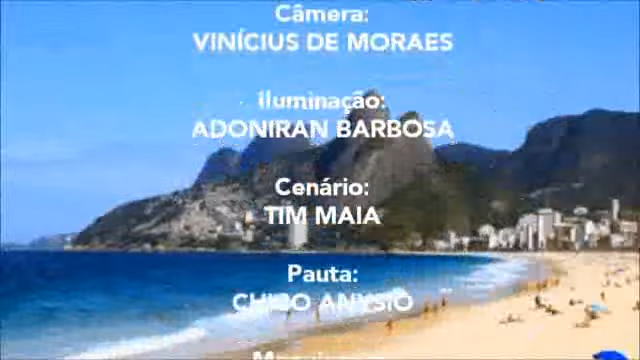 Câmera:
VINÍCIUS DE MORAES
Iluminação:
ADONIRAN BARBOSA
Cenário:
TIM MAIA
Pauta:
CHICO ANYSIO